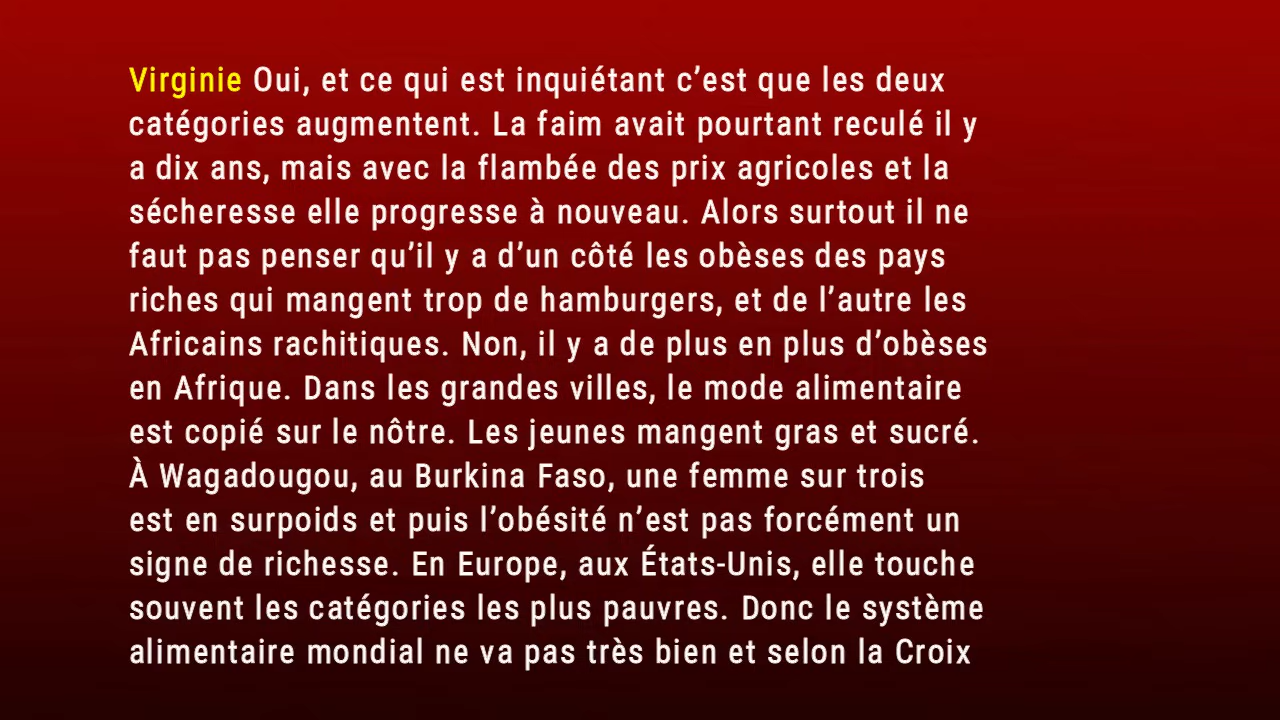 Virginie Oui, et ce qui est inquiétant c’est que les deux
catégories augmentent. La faim avait pourtant reculé il y
a dix ans, mais avec la flambée des prix agricoles et la
sécheresse elle progresse à nouveau. Alors surtout il ne
faut pas penser qu’il y a d’un côté les obèses des pays
riches qui mangent trop de hamburgers, et de l’autre les
Africains rachitiques. Non, il y a de plus en plus d’obèses
en Afrique. Dans les grandes villes, le mode alimentaire
est copié sur le nôtre. Les jeunes mangent gras et sucré.
À Wagadougou, au Burkina Faso, une femme sur trois
est en surpoids et puis l’obésité n’est pas forcément un
signe de richesse. En Europe, aux États-Unis, elle touche
souvent les catégories les plus pauvres. Donc le système
alimentaire mondial ne va pas très bien et selon la Croix